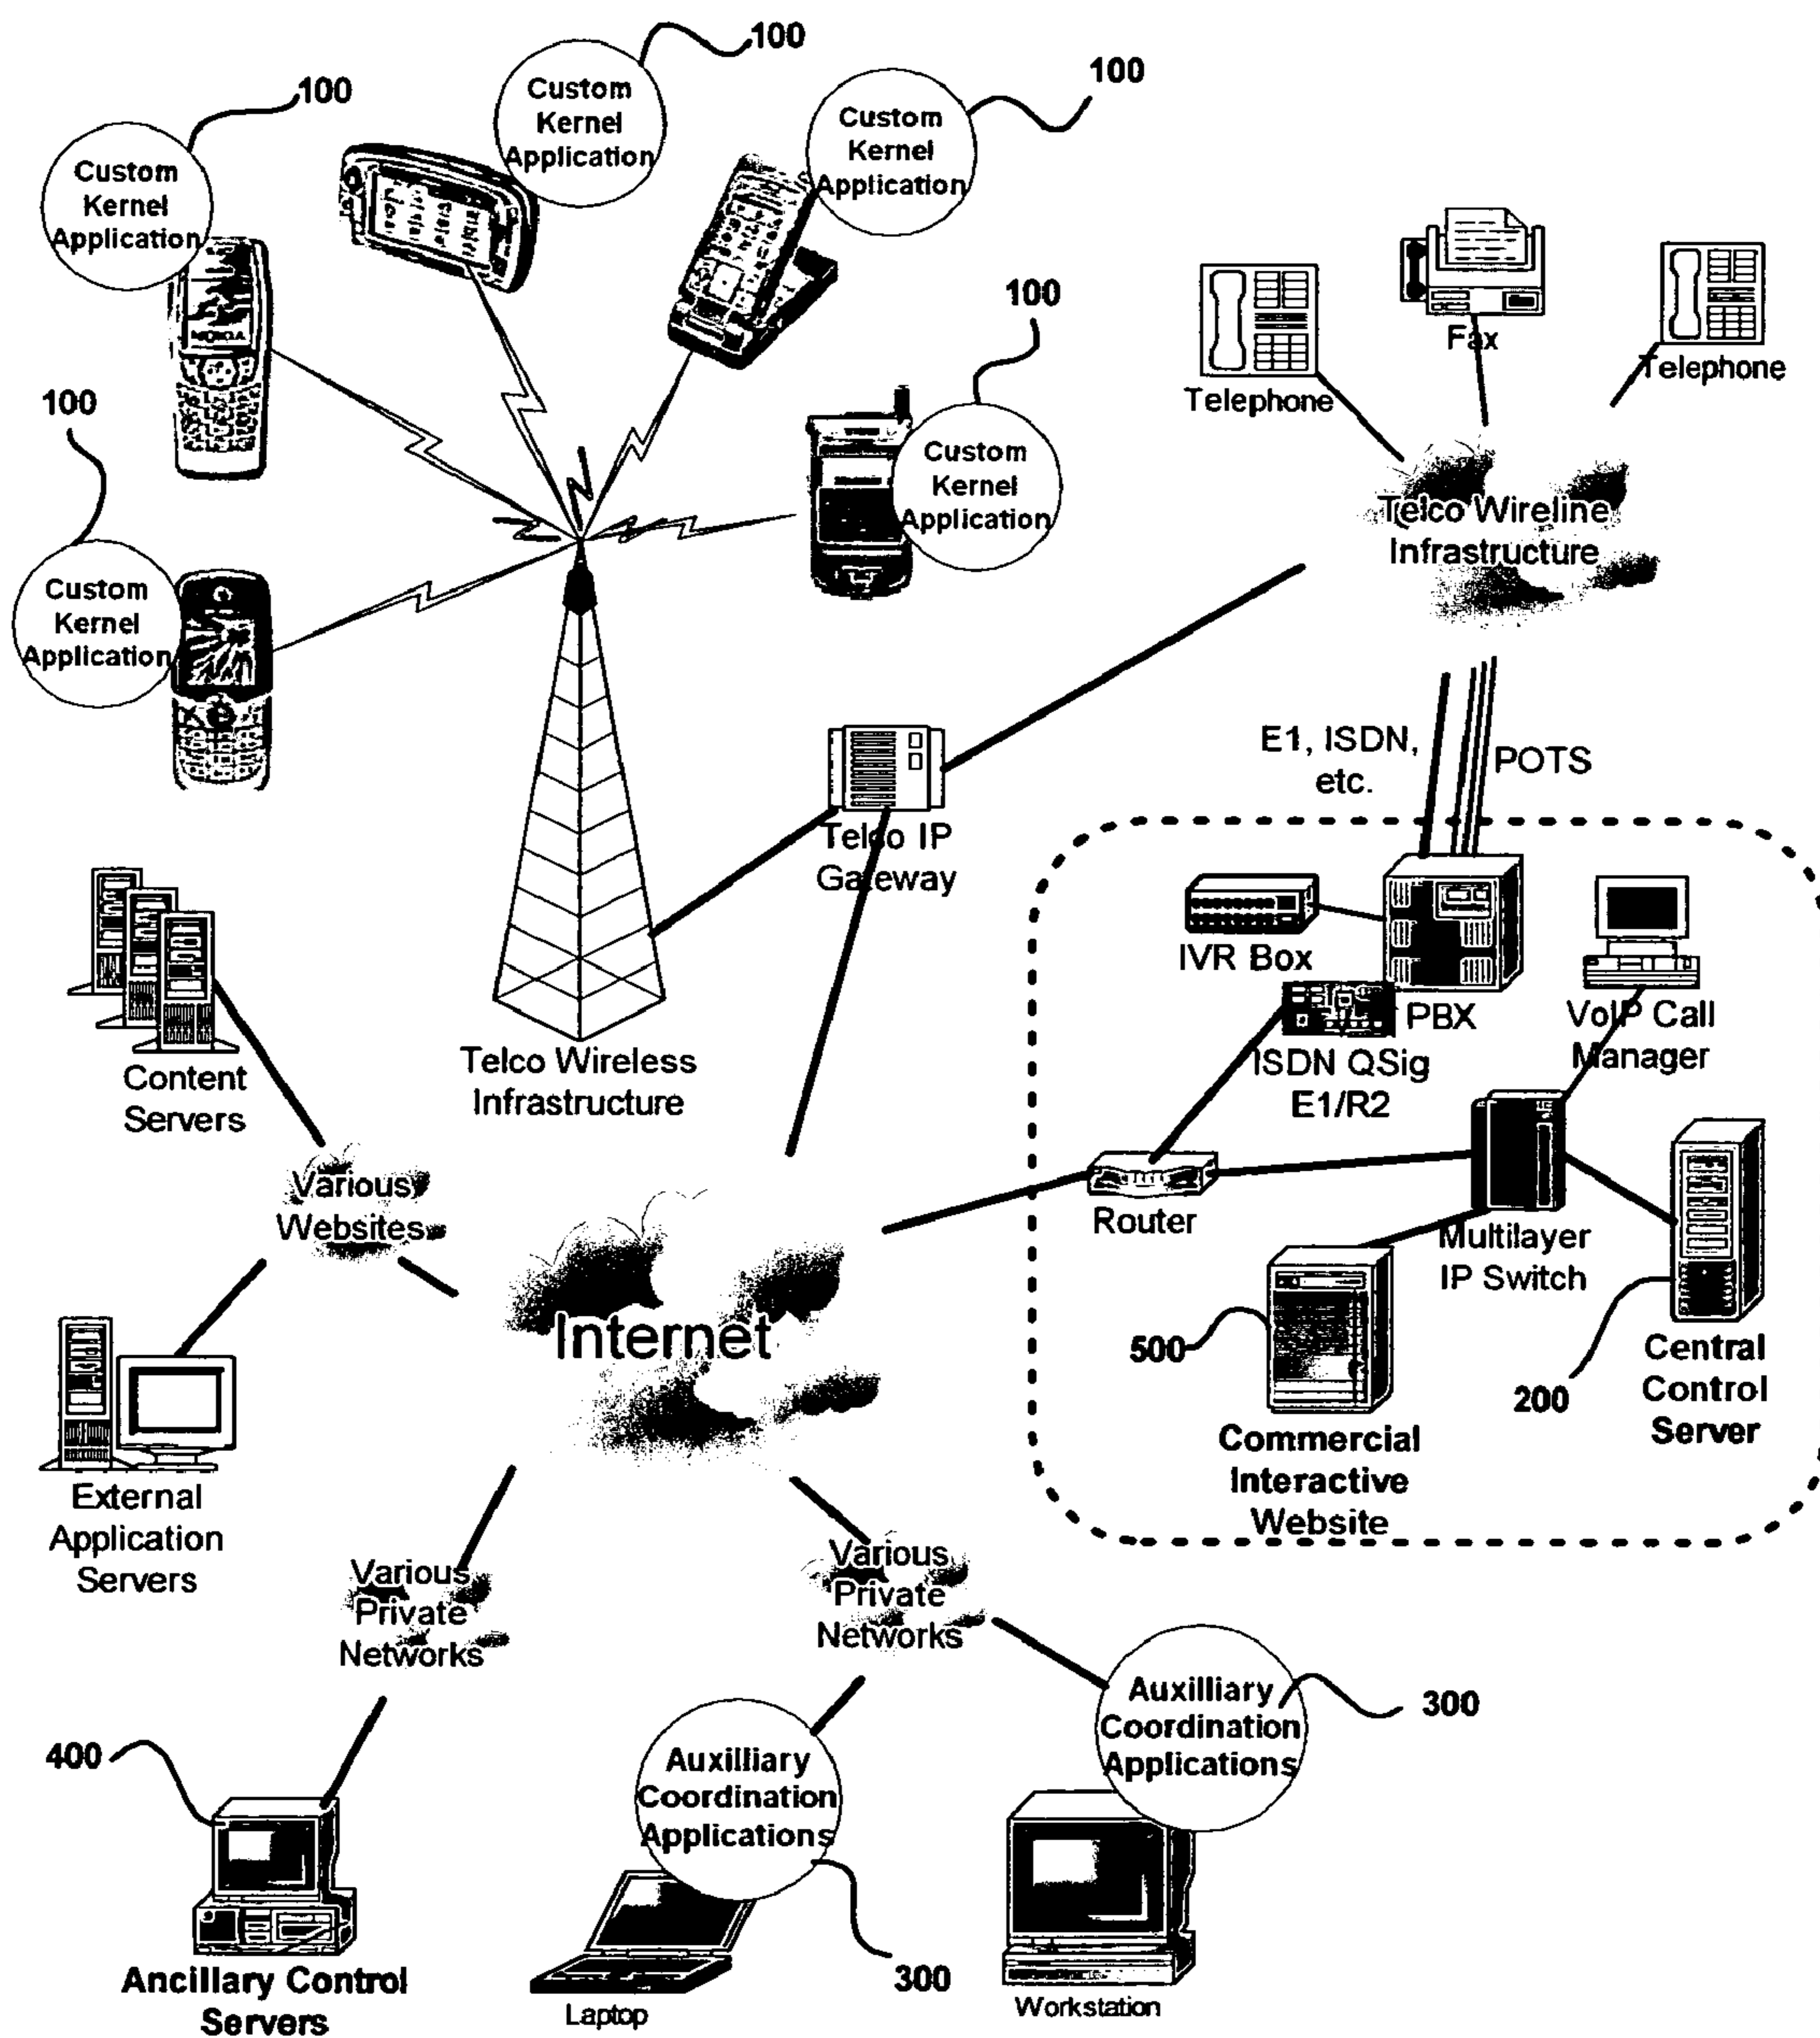 100
100
100
Custom
Kernel
Application
Custom
Kernel
Application
Custom
Kernel
Application
NOKIA
100
100
Custom
Kernel
Application
Custom
Kernel
Application
Telephone
Fax
Telephone
Telco Wireline
Infrastructure
E1, ISDN,
etc.
POTS
Telco IP
Gateway
Telco Wireless
Infrastructure
IVR Box
PBX
ISDN QSig
E1/R2
VoIP Call
Manager
Router
Multilayer
IP Switch
500
Commercial
Interactive
Website
200
Central
Control
Server
Content
Servers
Various
Websites
Internet
External
Application
Servers
Various
Private
Networks
Various
Private
Networks
400
Ancillary Control
Servers
Auxilliary
Coordination
Applications
300
Laptop
Auxilliary
Coordination
Applications
300
Workstation